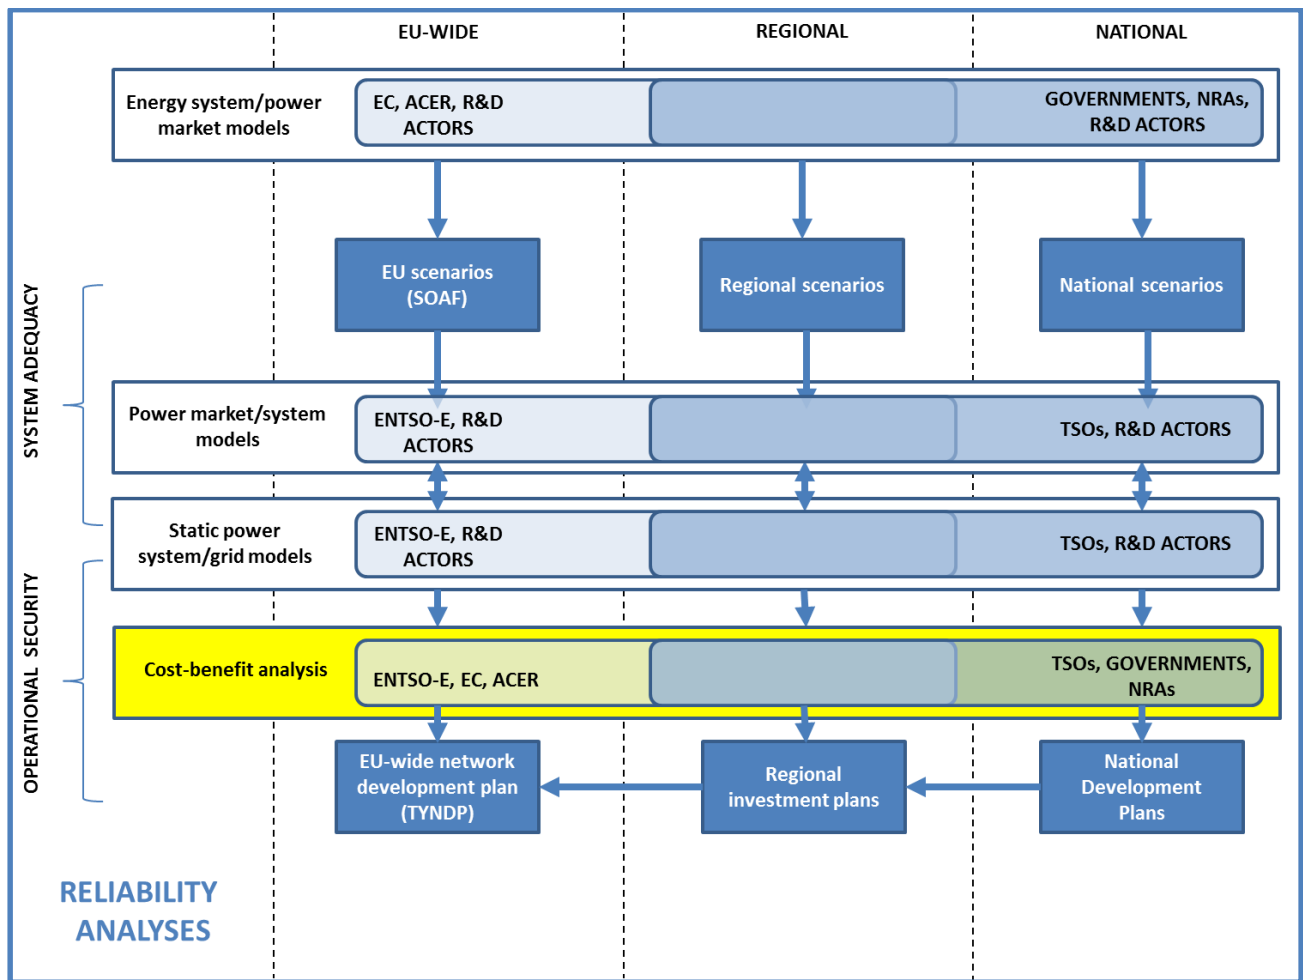 EU-WIDE
REGIONAL
NATIONAL
Energy system/power
market models
EC, ACER, R&D
ACTORS
GOVERNMENTS, NRAs,
R&D ACTORS
EU scenarios
(SOAF)
Regional scenarios
National scenarios
SYSTEM ADEQUACY
Power market/system
models
ENTSO-E, R&D
ACTORS
TSOs, R&D ACTORS
Static power
system/grid models
ENTSO-E, R&D
ACTORS
TSOs, R&D ACTORS
OPERATIONAL SECURITY
Cost-benefit analysis
ENTSO-E, EC, ACER
TSOs, GOVERNMENTS,
NRAs
EU-wide network
development plan
(TYNDP)
Regional
investment plans
National
Development
Plans
RELIABILITY
ANALYSES